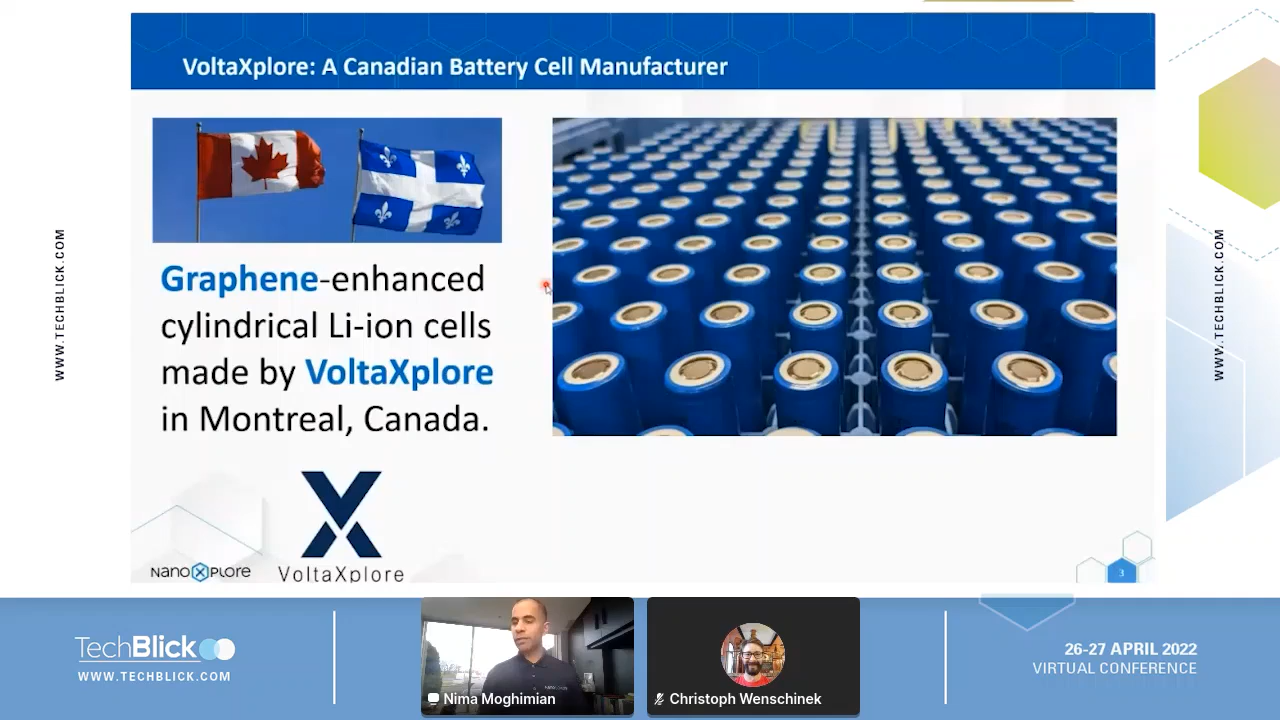 VoltaXplore: A Canadian Battery Cell Manufacturer
Graphene-enhanced
cylindrical Li-ion cells
made by VoltaXplore
in Montreal, Canada.
NanoXplore
VoltaXplore
3
WWW.TECHBLICK.COM
WWW.TECHBLICK.COM
TechBlick
WWW.TECHBLICK.COM
Nima Moghimian
Christoph Wenschinek
26-27 APRIL 2022
VIRTUAL CONFERENCE